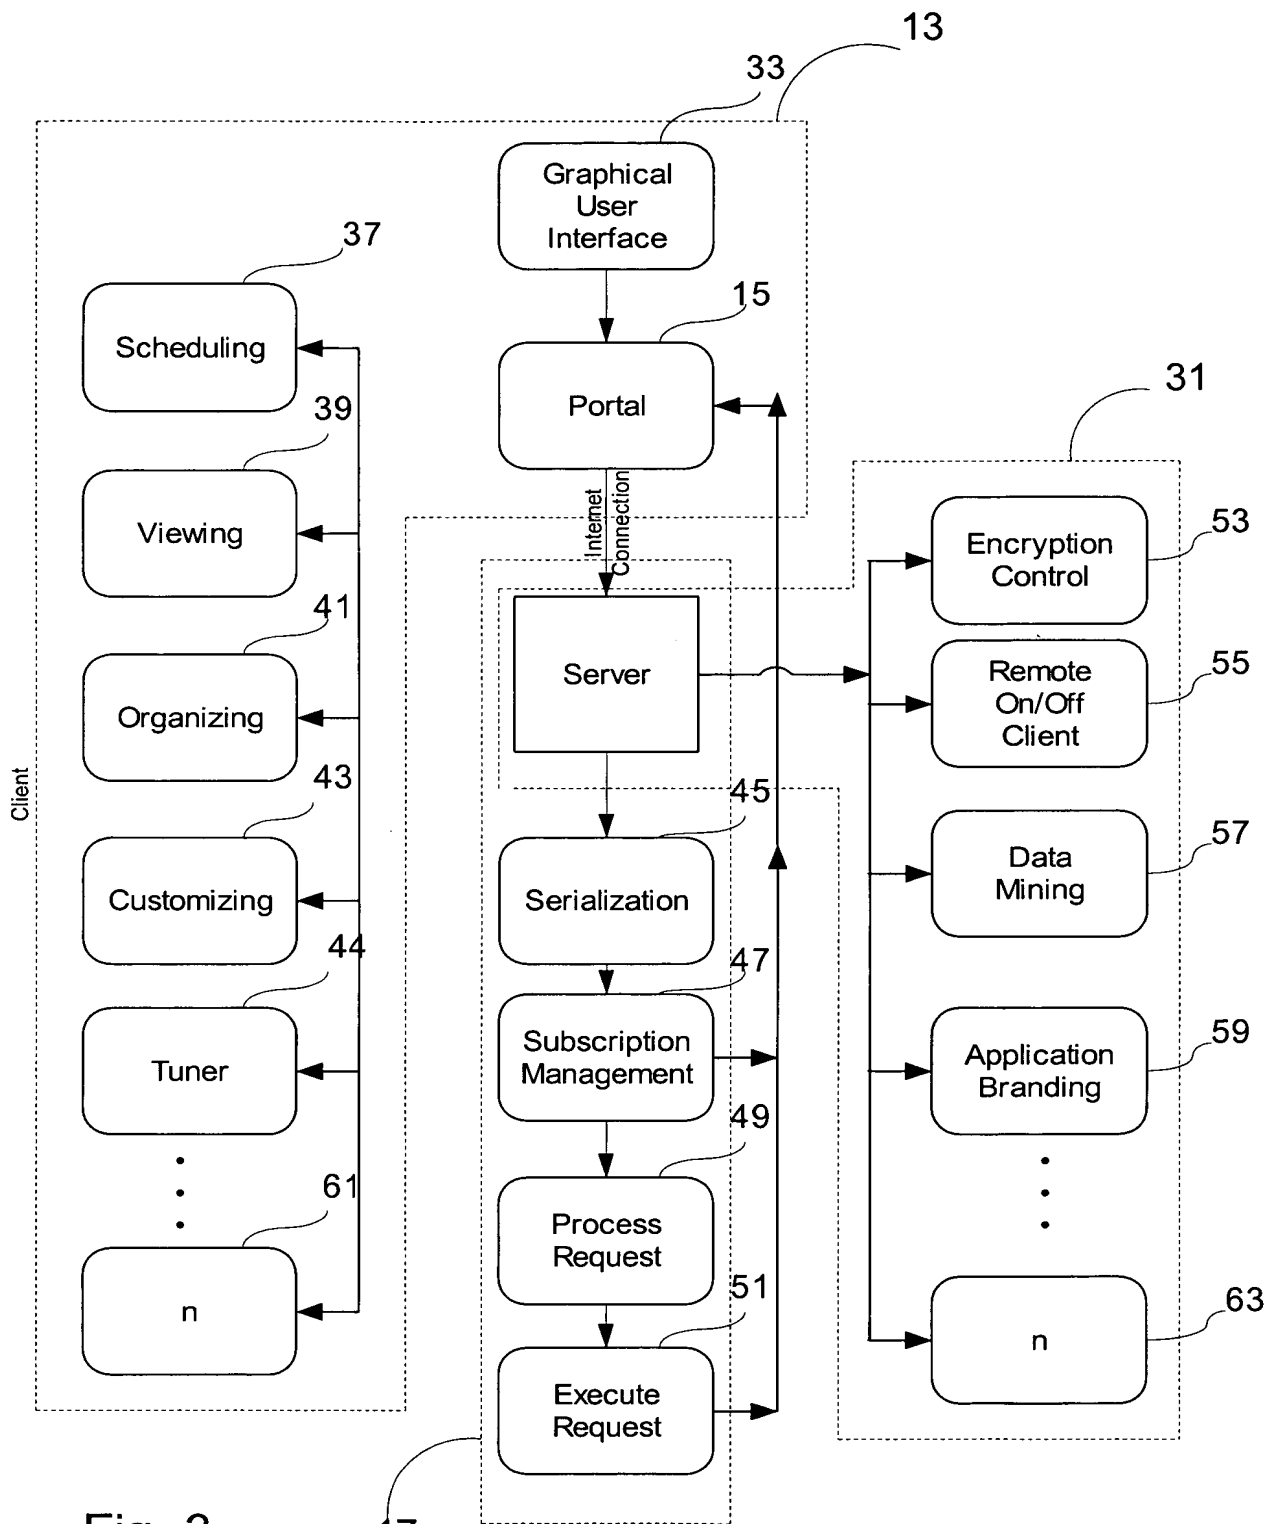 13
33
Graphical
User
Interface
37
15
Scheduling
Portal
31
39
Viewing
Internet
Connection
53
Encryption
Control
41
Server
55
Remote
On/Off
Client
Organizing
Client
43
45
57
Data
Mining
Customizing
Serialization
44
47
59
Subscription
Management
Application
Branding
Tuner
49
61
Process
Request
51
63
n
n
Execute
Request